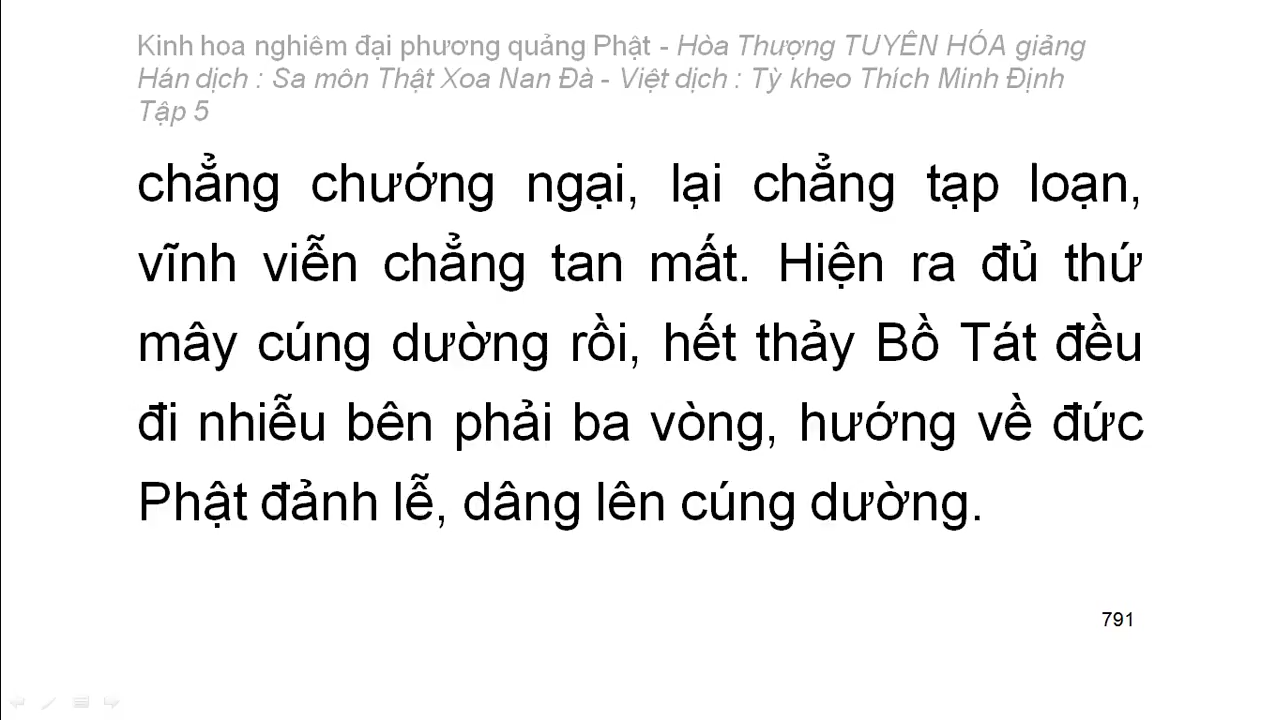 Kinh hoa nghiêm đại phương quảng Phật - Hòa Thượng TUYÊN HÓA giảng
Hán dịch : Sa môn Thật Xoa Nan Đà - Việt dịch : Tỳ kheo Thích Minh Định
Tập 5
chẳng chướng ngại, lại chẳng tạp loạn,
vĩnh viễn chẳng tan mất. Hiện ra đủ thứ
mây cúng dường rồi, hết thảy Bồ Tát đều
đi nhiễu bên phải ba vòng, hướng về đức
Phật đảnh lễ, dâng lên cúng dường.
791